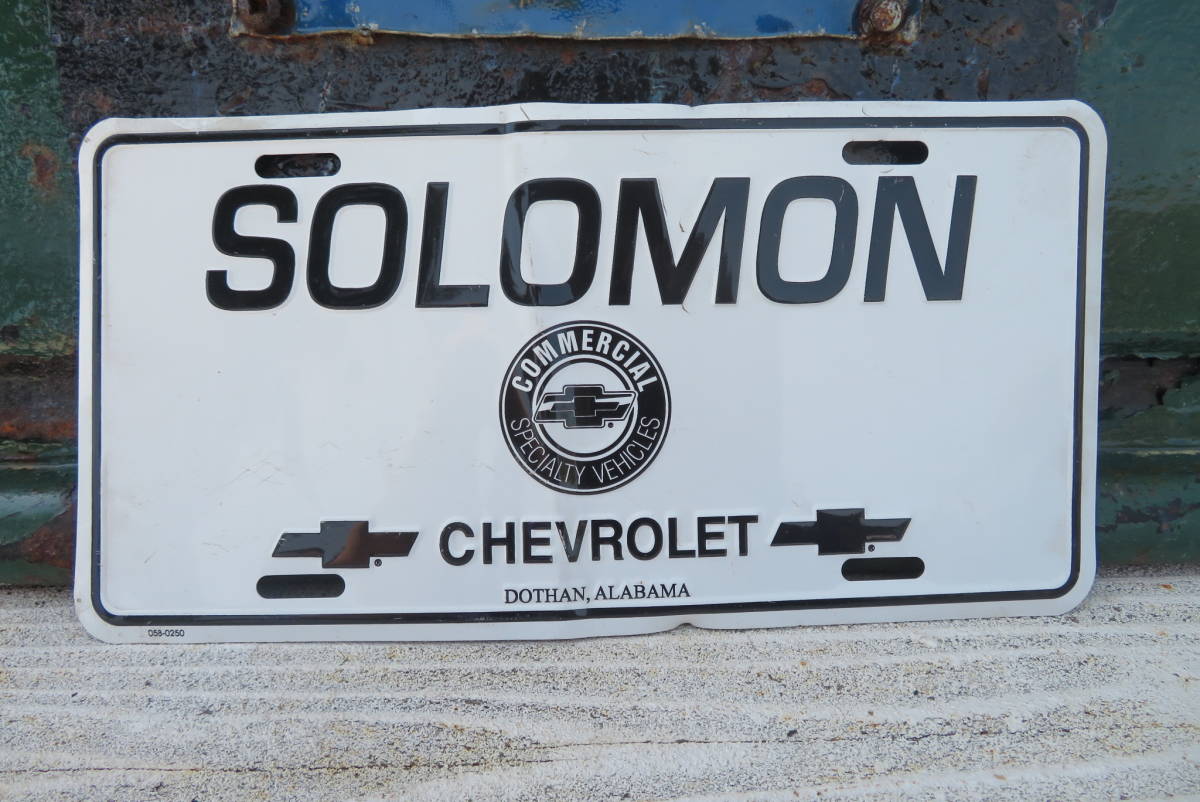 SOLOMON
COMMERCIAL
SPECIALTY VEHICLES
CHEVROLET
DOTHAN, ALABAMA
058-0250